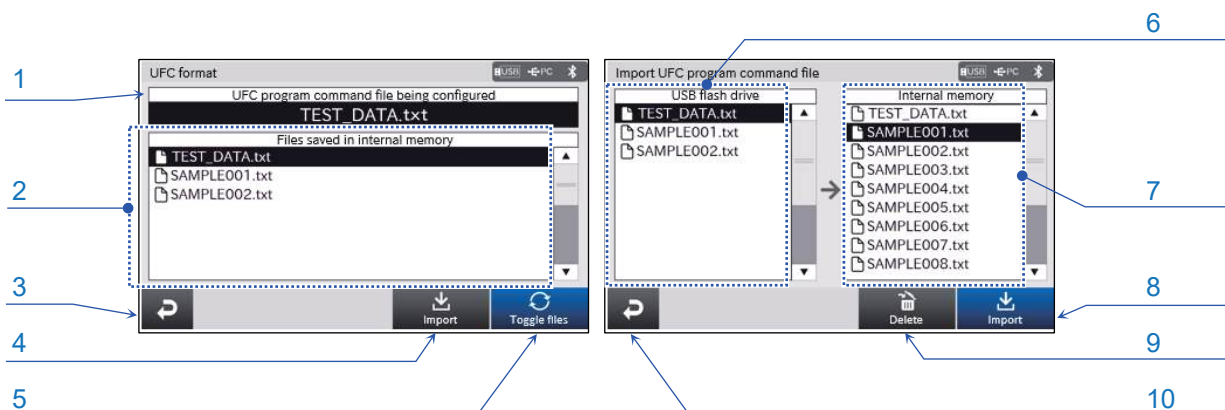 6
UFC format
USB
PC
Import UFC program command file
USB
PC
1
UFC program command file being configured
TEST_DATA.txt
USB flash drive
Internal memory
TEST_DATA.txt
SAMPLE001.txt
SAMPLE002.txt
TEST_DATA.txt
SAMPLE001.txt
SAMPLE002.txt
SAMPLE003.txt
SAMPLE004.txt
SAMPLE005.txt
SAMPLE006.txt
SAMPLE007.txt
SAMPLE008.txt
Files saved in internal memory
TEST_DATA.txt
SAMPLE001.txt
SAMPLE002.txt
2
7
3
Import
Toggle files
Delete
Import
8
4
9
5
10